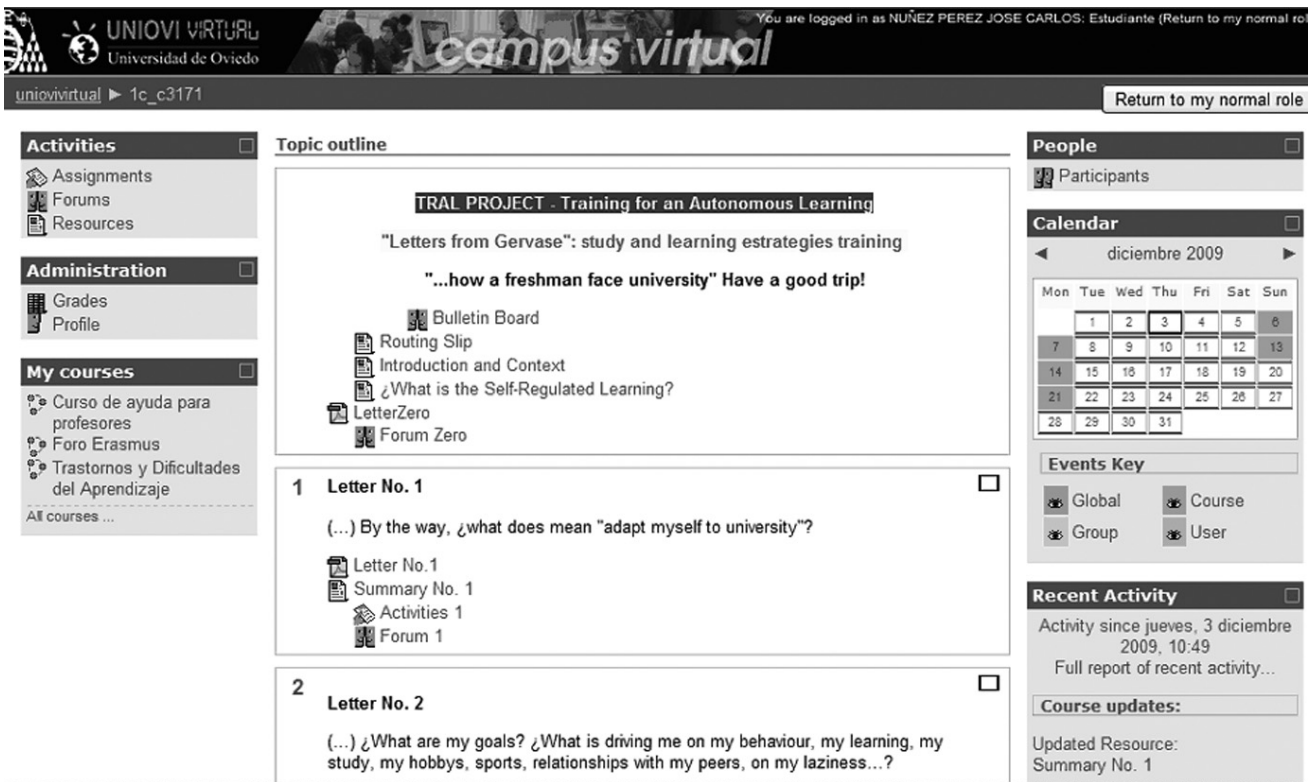 UNIOVI VIRTUAL
Universidad de Oviedo
campus virtual
You are logged in as NUÑEZ PEREZ JOSE CARLOS: Estudiante (Return to my normal rol
uniovivirtual ► 1c_c3171
Return to my normal role
Activities
Assignments
Forums
Resources
Administration
Grades
Profile
My courses
Curso de ayuda para
profesores
Foro Erasmus
Trastornos y Dificultades
del Aprendizaje
All courses ...
Topic outline
TRAL PROJECT - Training for an Autonomous Learning
"Letters from Gervase": study and learning estrategies training
"...how a freshman face university" Have a good trip!
Bulletin Board
Routing Slip
Introduction and Context
¿What is the Self-Regulated Learning?
LetterZero
Forum Zero
1 Letter No. 1
(...) By the way, ¿what does mean "adapt myself to university"?
Letter No.1
Summary No. 1
Activities 1
Forum 1
2
Letter No. 2
(...) ¿What are my goals? ¿What is driving me on my behaviour, my learning, my
study, my hobbys, sports, relationships with my peers, on my laziness...?
People
Participants
Calendar
◄ diciembre 2009 ►
Mon Tue Wed Thu Fri Sat Sun
1 2 3 4 5 6
7 8 9 10 11 12 13
14 15 16 17 18 19 20
21 22 23 24 25 26 27
28 29 30 31
Events Key
Global Course
Group User
Recent Activity
Activity since jueves, 3 diciembre
2009, 10:49
Full report of recent activity...
Course updates:
Updated Resource:
Summary No. 1